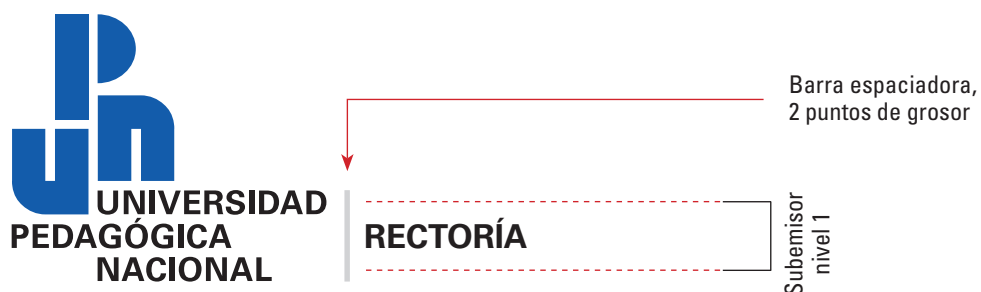 Barra espaciadora,
2 puntos de grosor
UNIVERSIDAD
PEDAGÓGICA
NACIONAL
RECTORÍA
Subemisor
nivel 1